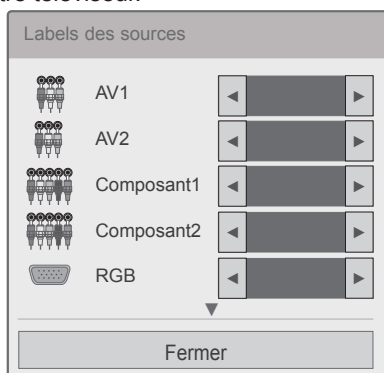 Labels des sources
AV1
AV2
Composant1
Composant2
RGB
Fermer